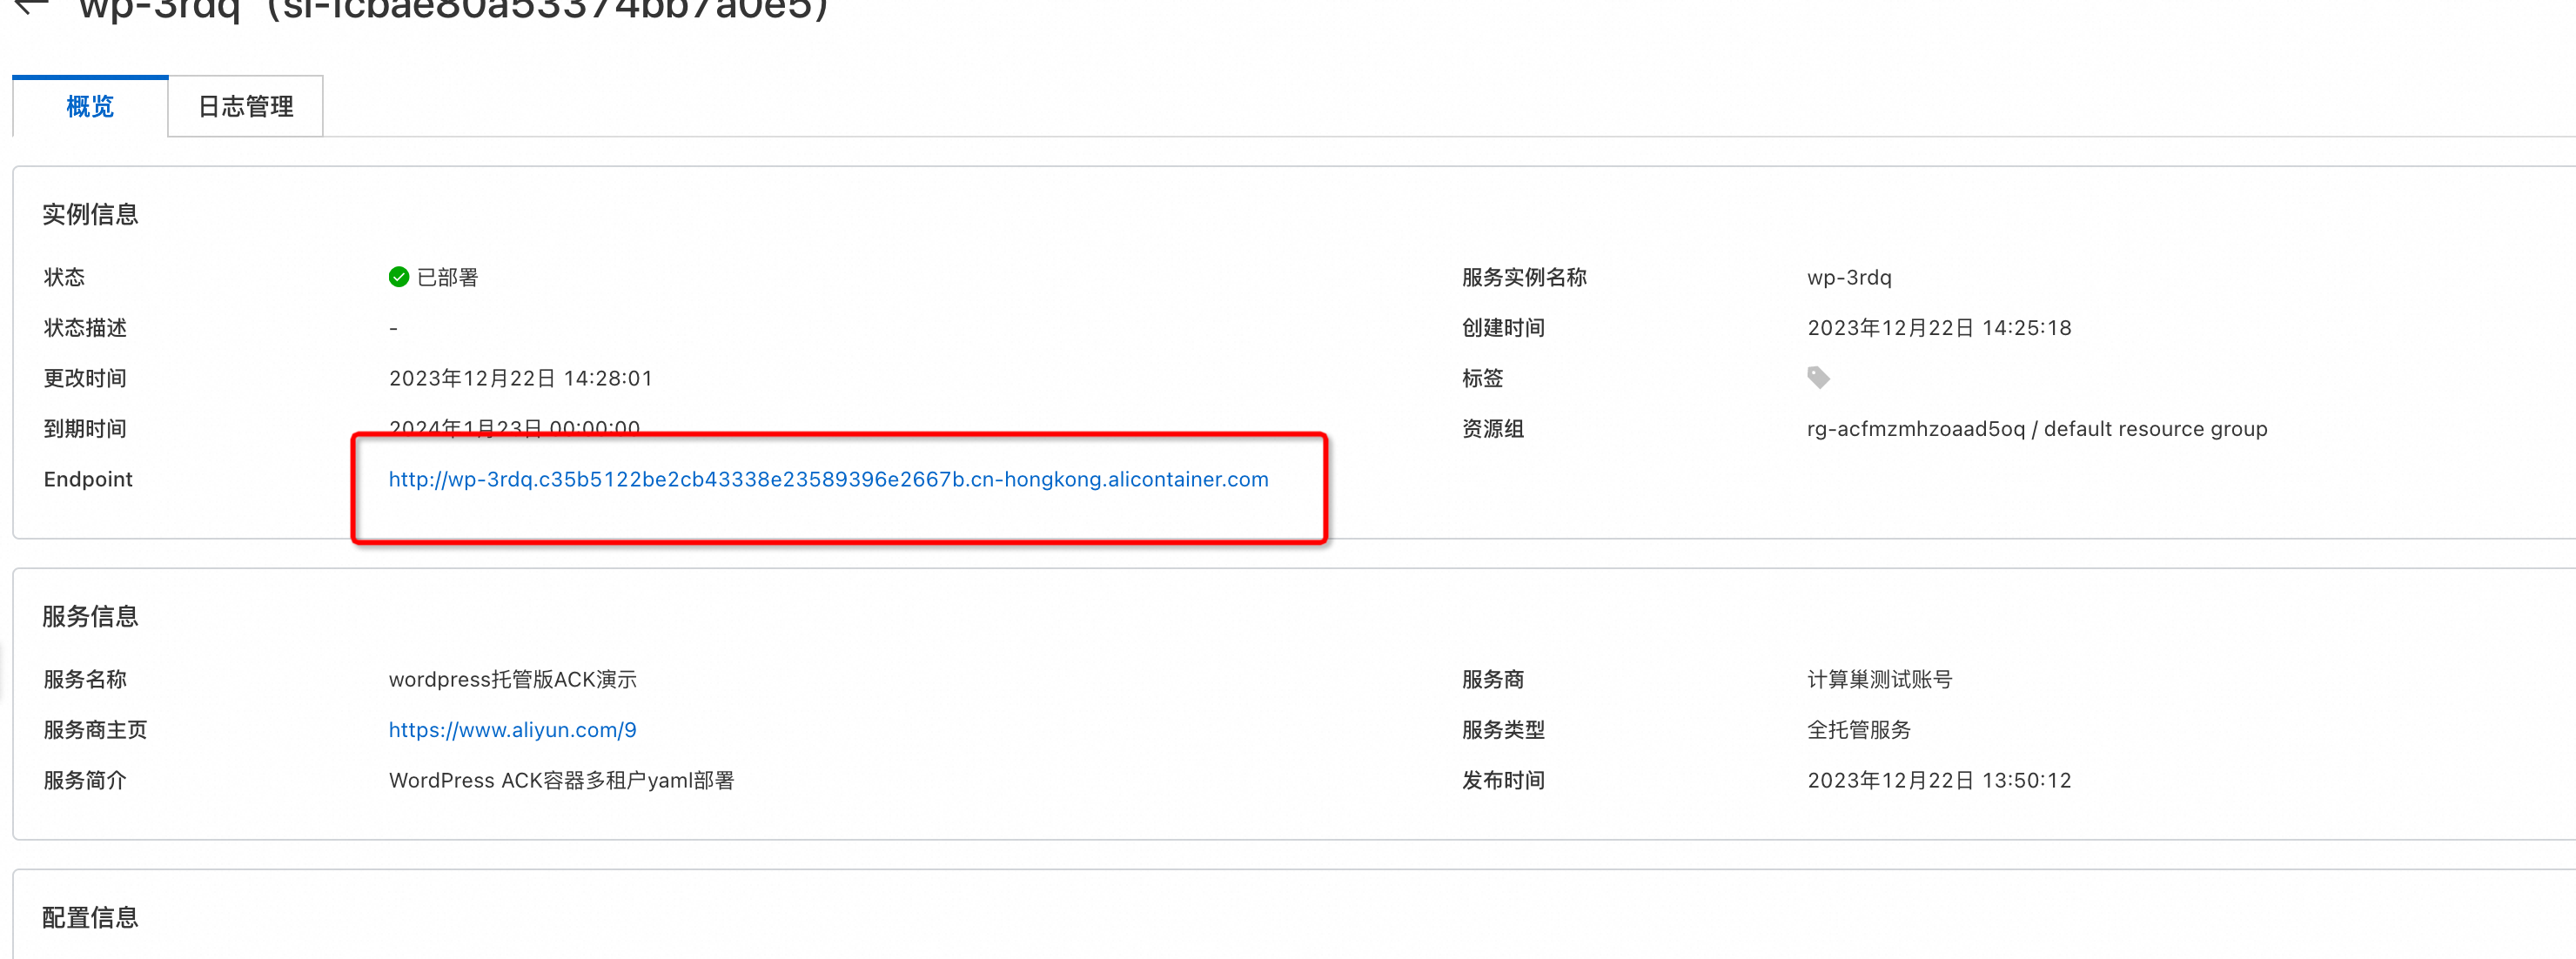 wp-3rdq（si-fcbae80a53374bb7a0e5）
概览
日志管理
实例信息
状态 已部署 服务实例名称 wp-3rdq
状态描述 - 创建时间 2023年12月22日 14:25:18
更改时间 2023年12月22日 14:28:01 标签
到期时间 2024年1月23日 00:00:00 资源组 rg-acfmzmhzoaad5oq / default resource group
Endpoint http://wp-3rdq.c35b5122be2cb43338e23589396e2667b.cn-hongkong.alicontainer.com
服务信息
服务名称 wordpress托管版ACK演示 服务商 计算巢测试账号
服务商主页 https://www.aliyun.com/9 服务类型 全托管服务
服务简介 WordPress ACK容器多租户yaml部署 发布时间 2023年12月22日 13:50:12
配置信息